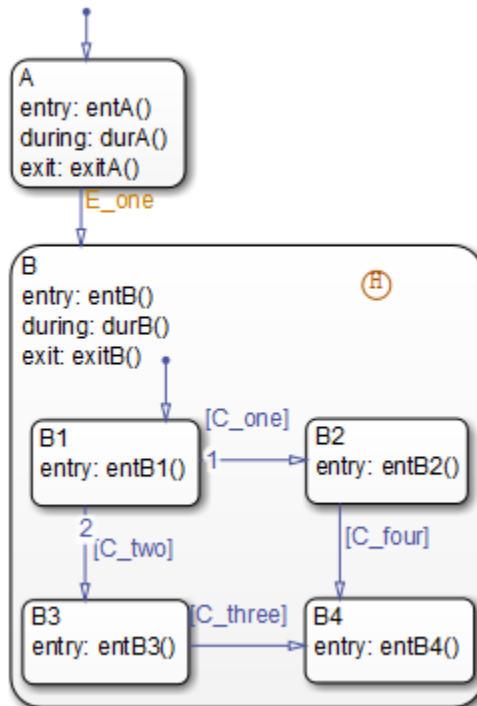 A
entry: entA()
during: durA()
exit: exitA()
E_one
B
entry: entB()
during: durB()
exit: exitB()
H
[C_one]
B1
entry: entB1()
1
B2
entry: entB2()
2
[C_two]
[C_four]
B3
entry: entB3()
[C_three]
B4
entry: entB4()